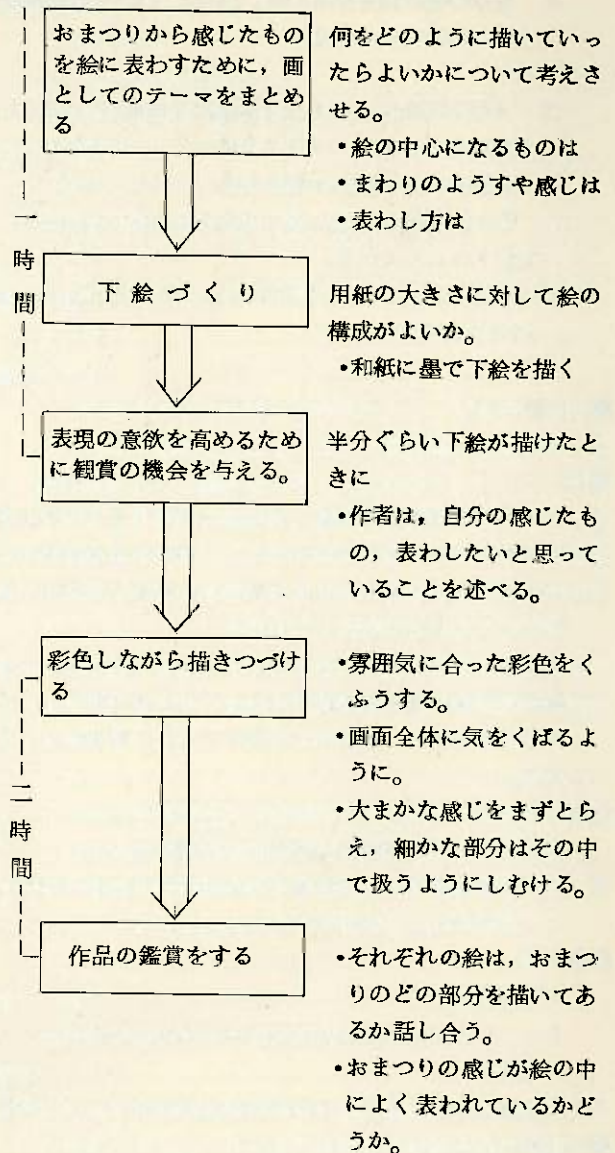 おまつりから感じたもの
を絵に表わすために，画
としてのテーマをまとめ
る
何をどのように描いていっ
たらよいかについて考えさ
せる。
・絵の中心になるものは
・まわりのようすや感じは
・表わし方は
一時間
下絵づくり
用紙の大きさに対して絵の
構成がよいか。
・和紙に墨で下絵を描く
表現の意欲を高めるため
に観賞の機会を与える。
半分ぐらい下絵が描けたと
きに
・作者は，自分の感じたも
の，表わしたいと思って
いることを述べる。
彩色しながら描きつづけ
る
・雰囲気に合った彩色をく
ふうする。
・画面全体に気をくばるよ
うに。
・大まかな感じをまずとら
え，細かな部分はその中
で扱うようにしむける。
二時間
作品の鑑賞をする
・それぞれの絵は，おまつ
りのどの部分を描いてあ
るか話し合う。
・おまつりの感じが絵の中
によく表われているかど
うか。